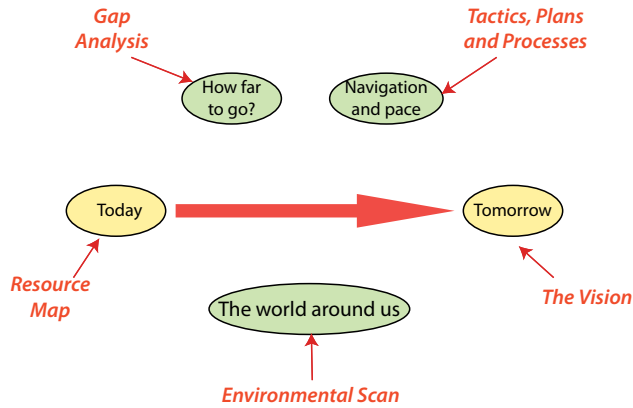 Gap
Analysis
Tactics, Plans
and Processes
How far
to go?
Navigation
and pace
Today
Tomorrow
Resource
Map
The Vision
The world around us
Environmental Scan